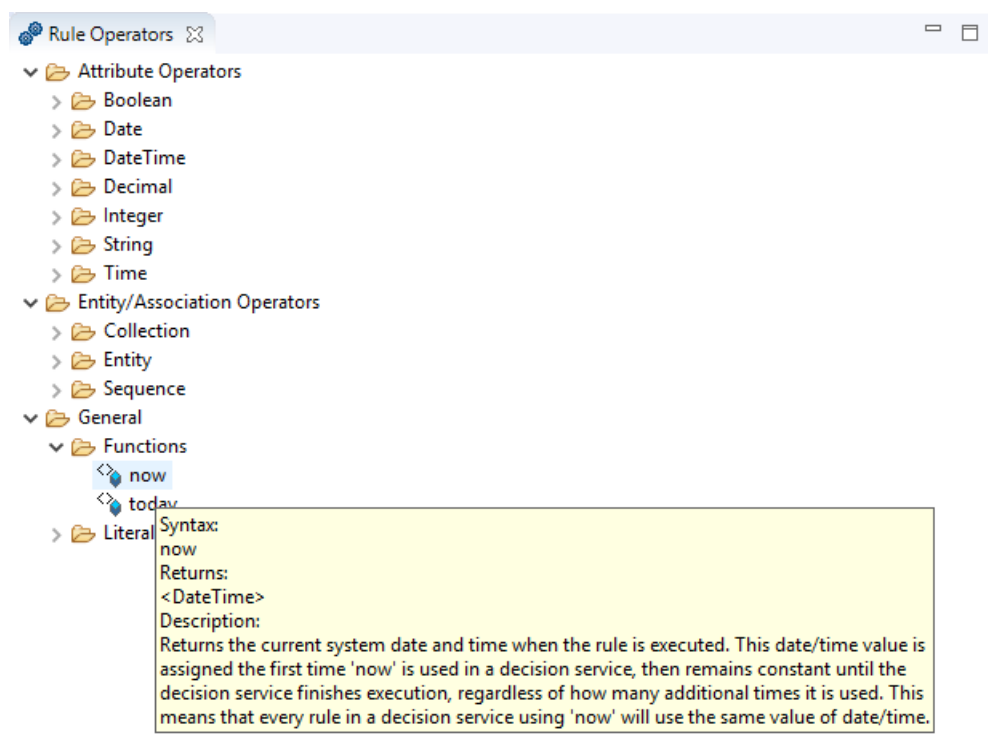 Rule Operators
Attribute Operators
Boolean
Date
DateTime
Decimal
Integer
String
Time
Entity/Association Operators
Collection
Entity
Sequence
General
Functions
now
today
Literal
Syntax:
now
Returns:
<DateTime>
Description:
Returns the current system date and time when the rule is executed. This date/time value is
assigned the first time 'now' is used in a decision service, then remains constant until the
decision service finishes execution, regardless of how many additional times it is used. This
means that every rule in a decision service using 'now' will use the same value of date/time.